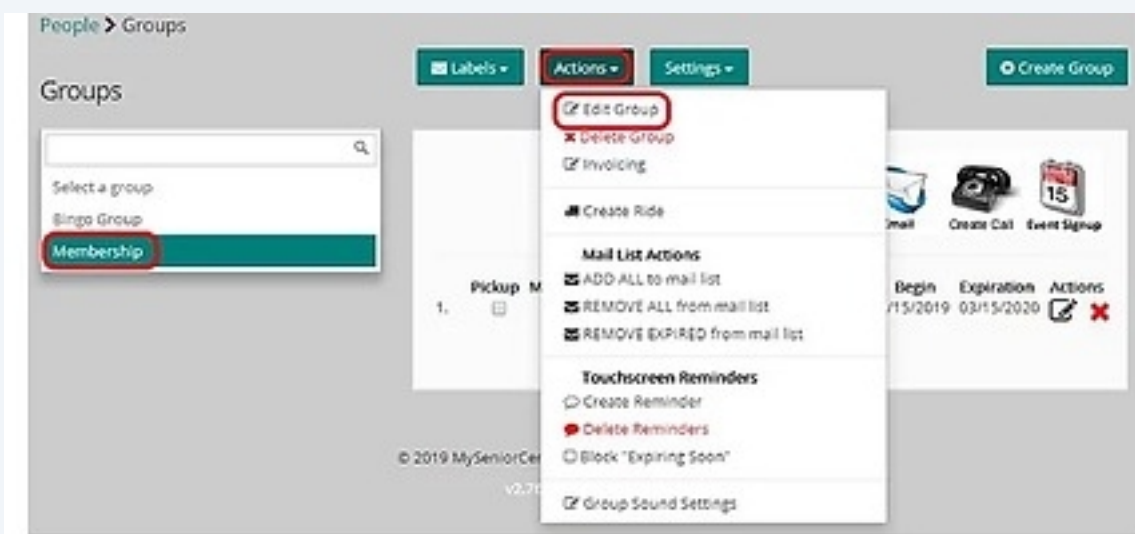 People > Groups
Groups
Labels
Actions
Settings
Create Group
Select a group
Bingo Group
Membership
Edit Group
Delete Group
Invoicing
Create Ride
Mail List Actions
ADD ALL to mail list
REMOVE ALL from mail list
REMOVE EXPIRED from mail list
Touchscreen Reminders
Create Reminder
Delete Reminders
Block "Expiring Soon"
Group Sound Settings
15
Create Call Event Signup
Pickup M
Begin Expiration Actions
1.
/15/2019 03/15/2020
© 2019 MySeniorCe